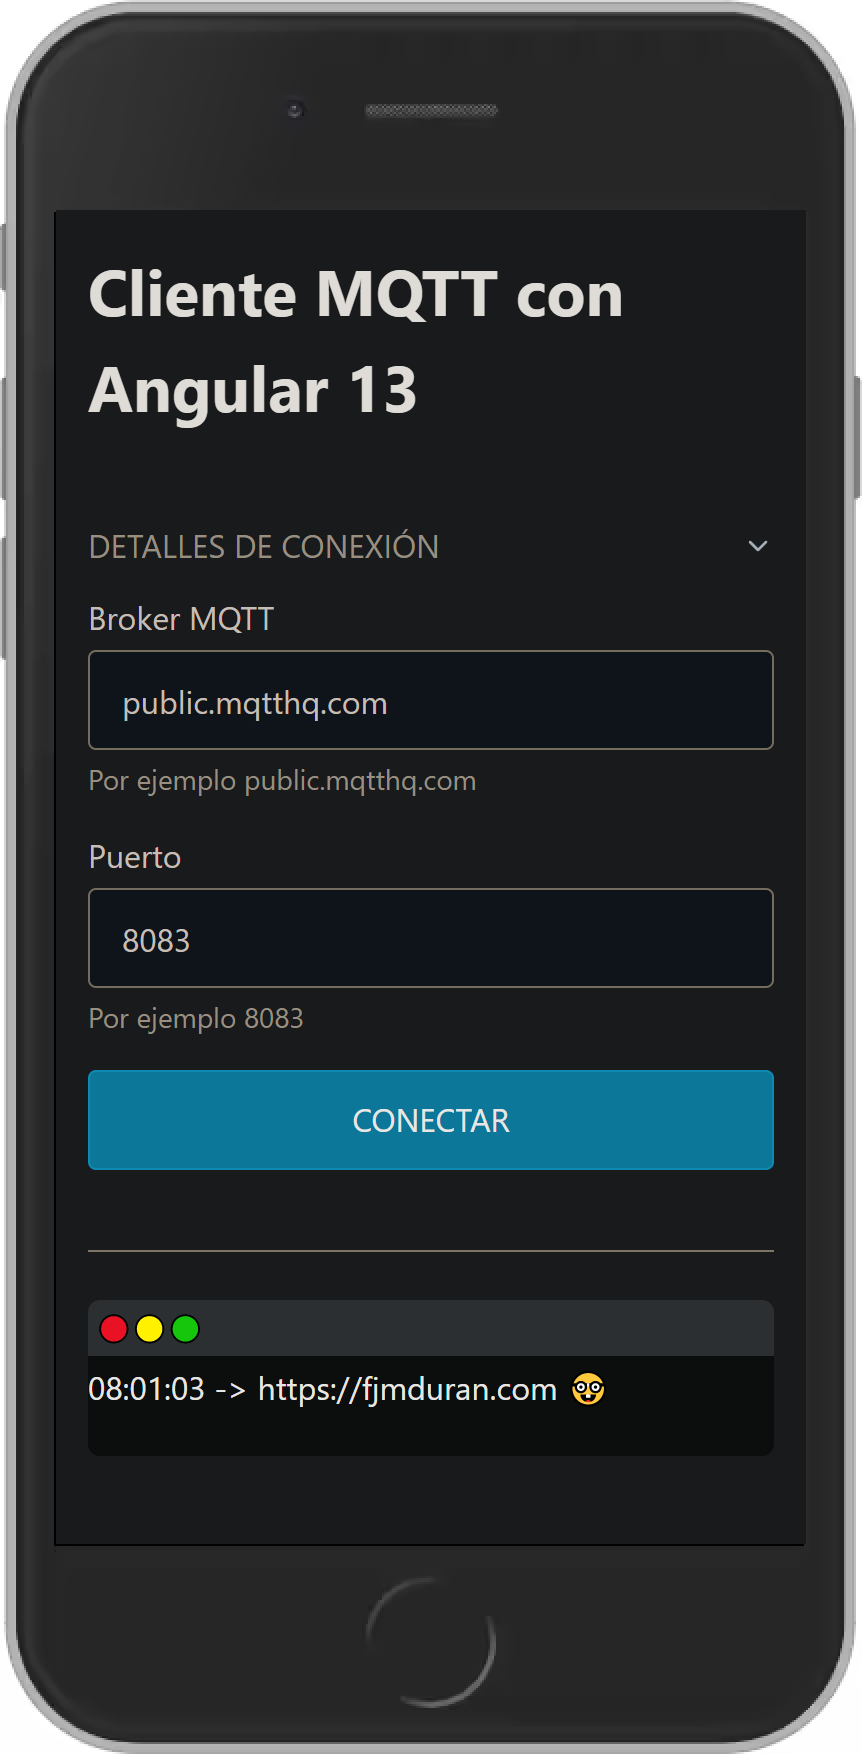 Cliente MQTT con
Angular 13
DETALLES DE CONEXIÓN
Broker MQTT
public.mqtthq.com
Por ejemplo public.mqtthq.com
Puerto
8083
Por ejemplo 8083
CONECTAR
08:01:03 -> https://fjmduran.com 🥸